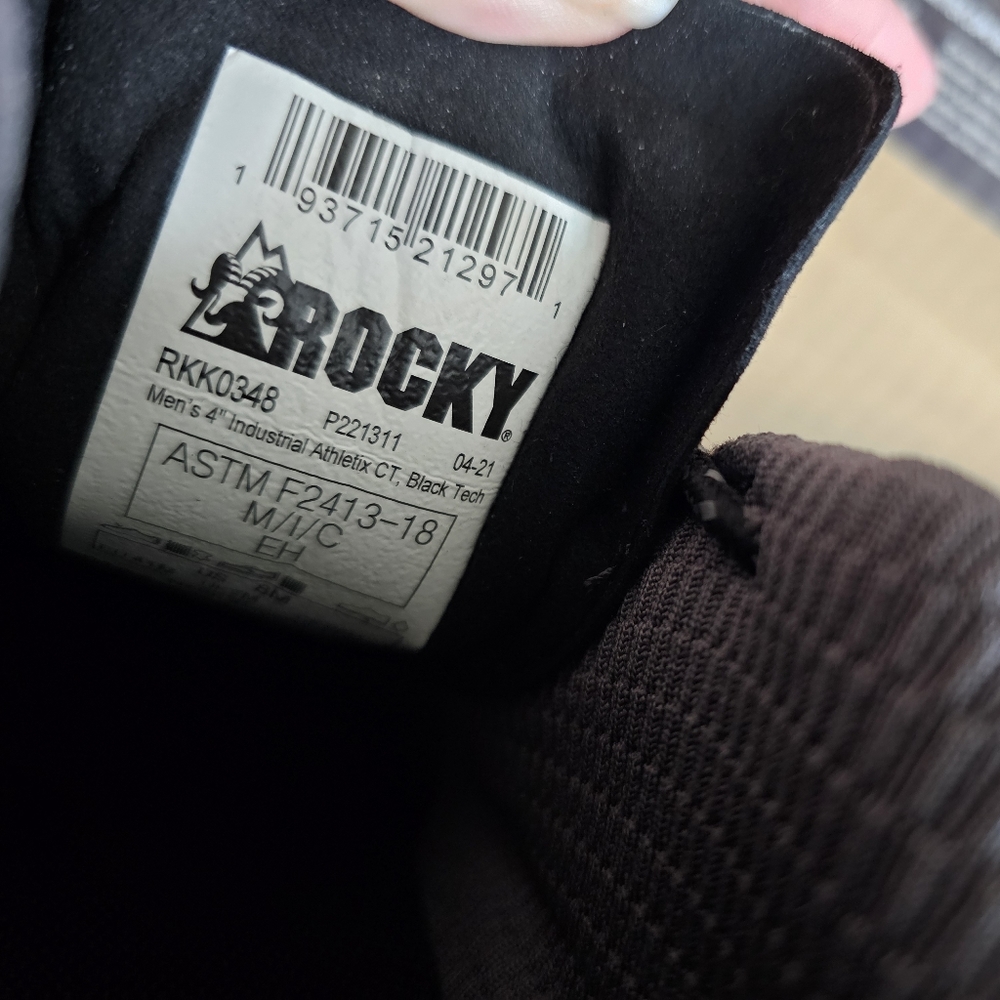 1 93715 21297 1
ROCKY®
RKK0348 P221311 04-21
Men's 4" Industrial Athletix CT, Black Tech
ASTM F2413-18
M/I/C
EH